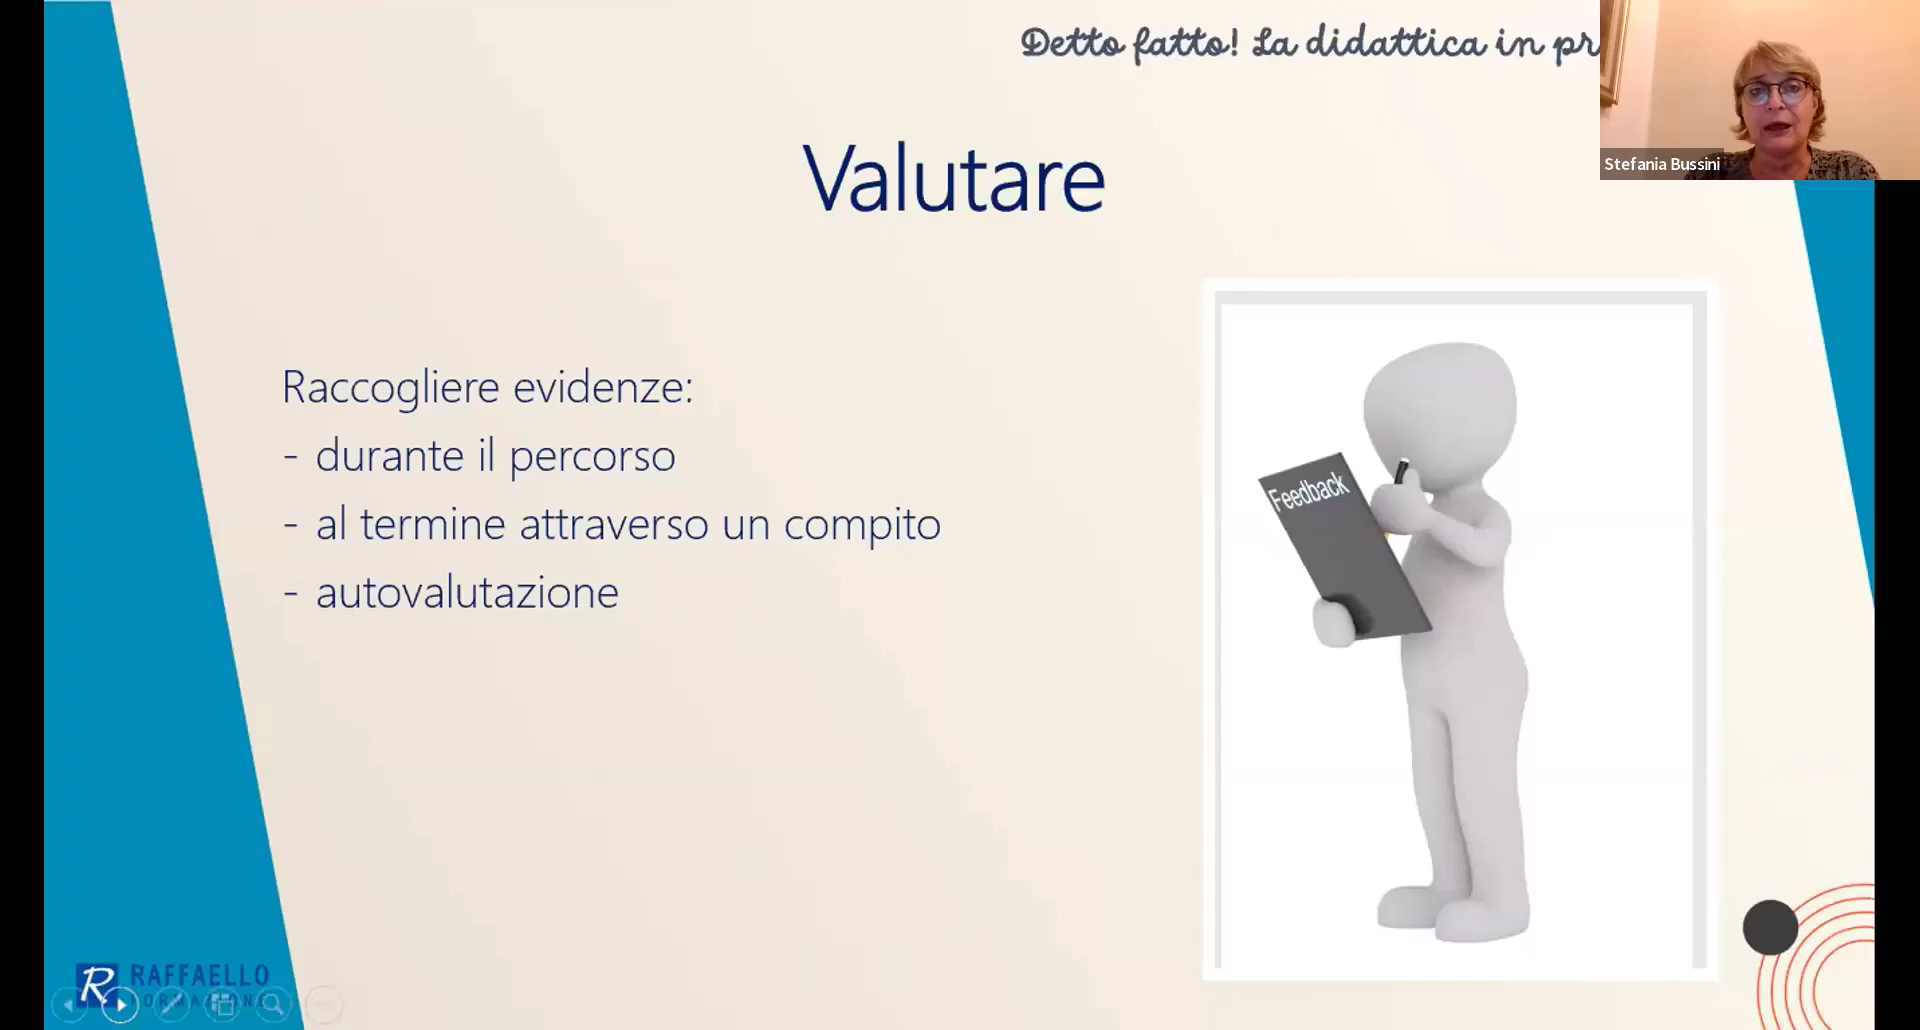 Detto fatto! La didattica in pr
Stefania Bussini
Valutare
Raccogliere evidenze:
- durante il percorso
- al termine attraverso un compito
- autovalutazione
Feedback
R RAFFAELLO
FORMAZIONE